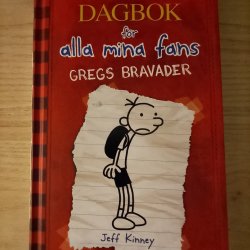 DAGBOK
för
alla mina fans
GREGS BRAVADER
Jeff Kinney